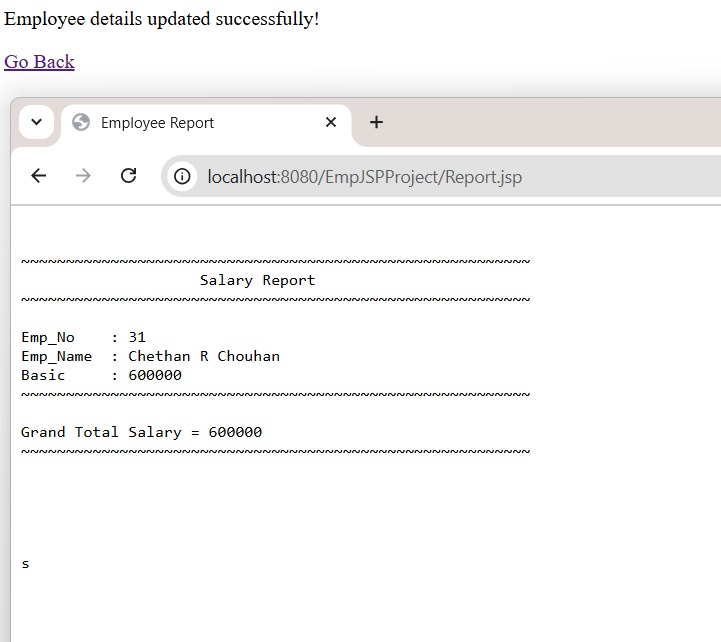 Employee details updated successfully!
Go Back
Employee Report
localhost:8080/EmpJSPProject/Report.jsp
~~~~~~~~~~~~~~~~~~~~~~~~~~~~~~~~~~~~~~~~~~~~~~~~~~~~~~~~~
Salary Report
~~~~~~~~~~~~~~~~~~~~~~~~~~~~~~~~~~~~~~~~~~~~~~~~~~~~~~~~~
Emp_No    : 31
Emp_Name  : Chethan R Chouhan
Basic     : 600000
~~~~~~~~~~~~~~~~~~~~~~~~~~~~~~~~~~~~~~~~~~~~~~~~~~~~~~~~~
Grand Total Salary = 600000
~~~~~~~~~~~~~~~~~~~~~~~~~~~~~~~~~~~~~~~~~~~~~~~~~~~~~~~~~
s